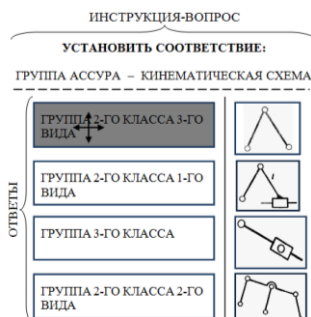 ИНСТРУКЦИЯ-ВОПРОС
УСТАНОВИТЬ СООТВЕТСТВИЕ:
ГРУППА АССУРА – КИНЕМАТИЧЕСКАЯ СХЕМА
ОТВЕТЫ
ГРУППА 2-ГО КЛАССА 3-ГО
ВИДА
ГРУППА 2-ГО КЛАССА 1-ГО
ВИДА
ГРУППА 3-ГО КЛАССА
ГРУППА 2-ГО КЛАССА 2-ГО
ВИДА